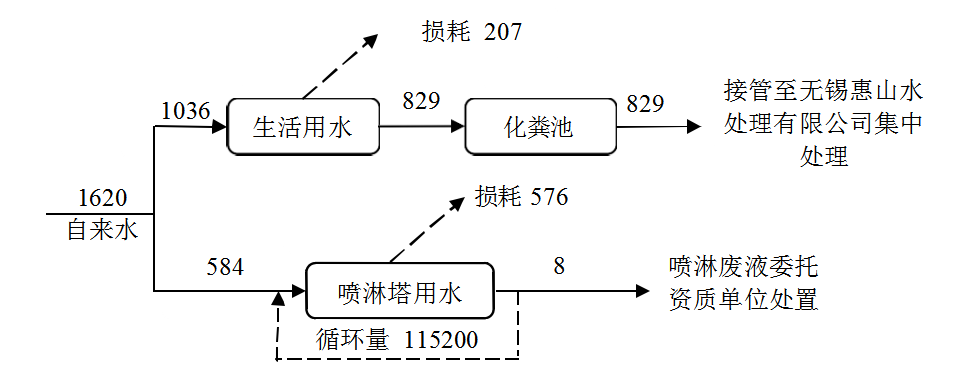 损耗 207
1036
生活用水
829
化粪池
829
接管至无锡惠山水
处理有限公司集中
处理
1620
自来水
损耗 576
584
喷淋塔用水
8
喷淋废液委托
资质单位处置
循环量 115200